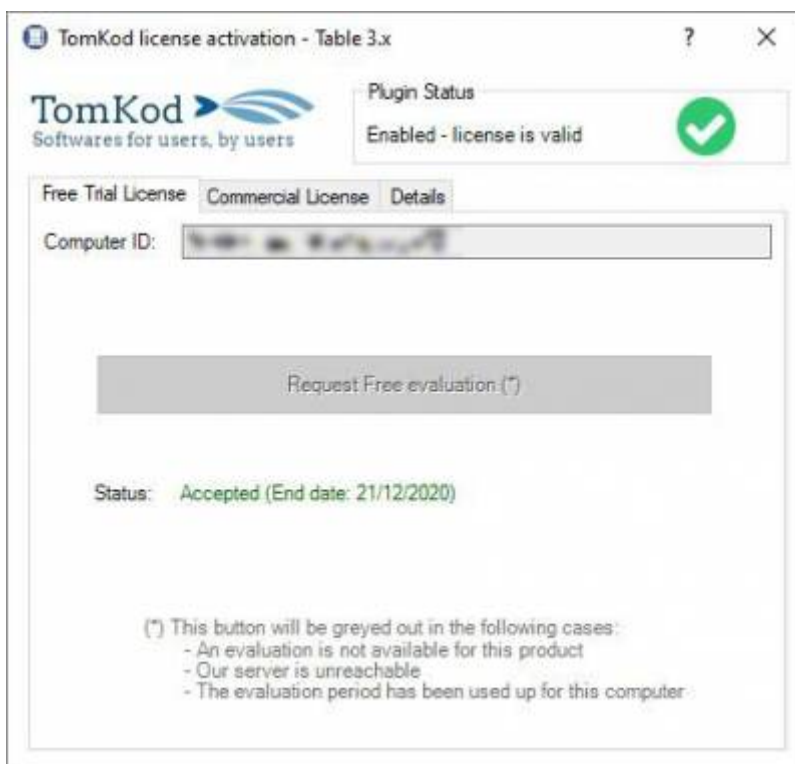 TomKod license activation - Table 3.x ?
TomKod
Softwares for users, by users
Plugin Status
Enabled - license is valid
Free Trial License Commercial License Details
Computer ID:
Request Free evaluation (*)
Status: Accepted (End date: 21/12/2020)
(*) This button will be greyed out in the following cases:
- An evaluation is not available for this product
- Our server is unreachable
- The evaluation period has been used up for this computer